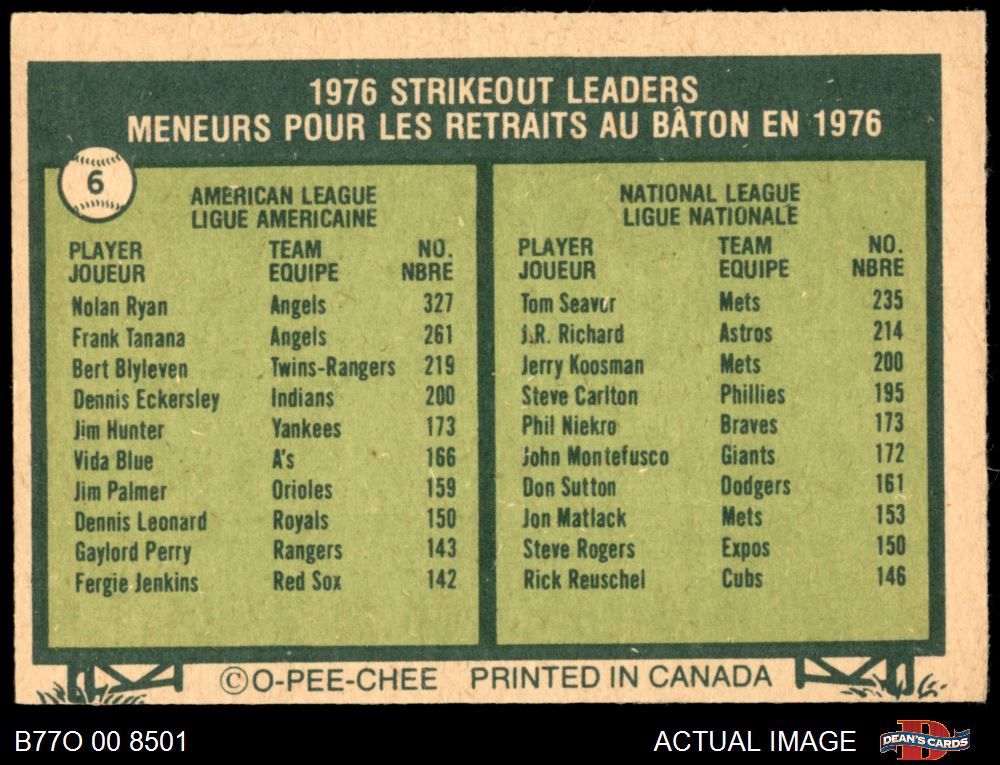 1976 STRIKEOUT LEADERS
MENEURS POUR LES RETRAITS AU BÂTON EN 1976
6
AMERICAN LEAGUE
LIGUE AMERICAINE
PLAYER TEAM NO.
JOUEUR EQUIPE NBRE
Nolan Ryan Angels 327
Frank Tanana Angels 261
Bert Blyleven Twins-Rangers 219
Dennis Eckersley Indians 200
Jim Hunter Yankees 173
Vida Blue A's 166
Jim Palmer Orioles 159
Dennis Leonard Royals 150
Gaylord Perry Rangers 143
Fergie Jenkins Red Sox 142
NATIONAL LEAGUE
LIGUE NATIONALE
PLAYER TEAM NO.
JOUEUR EQUIPE NBRE
Tom Seaver Mets 235
J.R. Richard Astros 214
Jerry Koosman Mets 200
Steve Carlton Phillies 195
Phil Niekro Braves 173
John Montefusco Giants 172
Don Sutton Dodgers 161
Jon Matlack Mets 153
Steve Rogers Expos 150
Rick Reuschel Cubs 146
©O-PEE-CHEE PRINTED IN CANADA
B77O 00 8501 ACTUAL IMAGE
DEAN'S CARDS